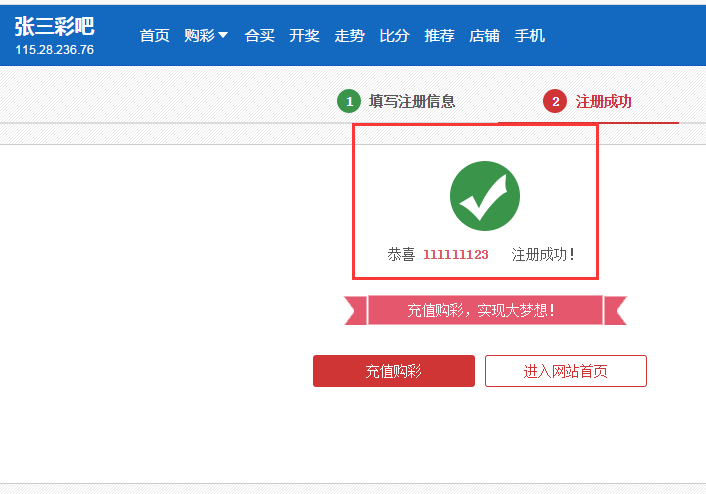 张三彩吧
115.28.236.76
首页 购彩 合买 开奖 走势 比分 推荐 店铺 手机
1 填写注册信息 2 注册成功
恭喜 111111123 注册成功！
充值购彩，实现大梦想！
充值购彩 进入网站首页